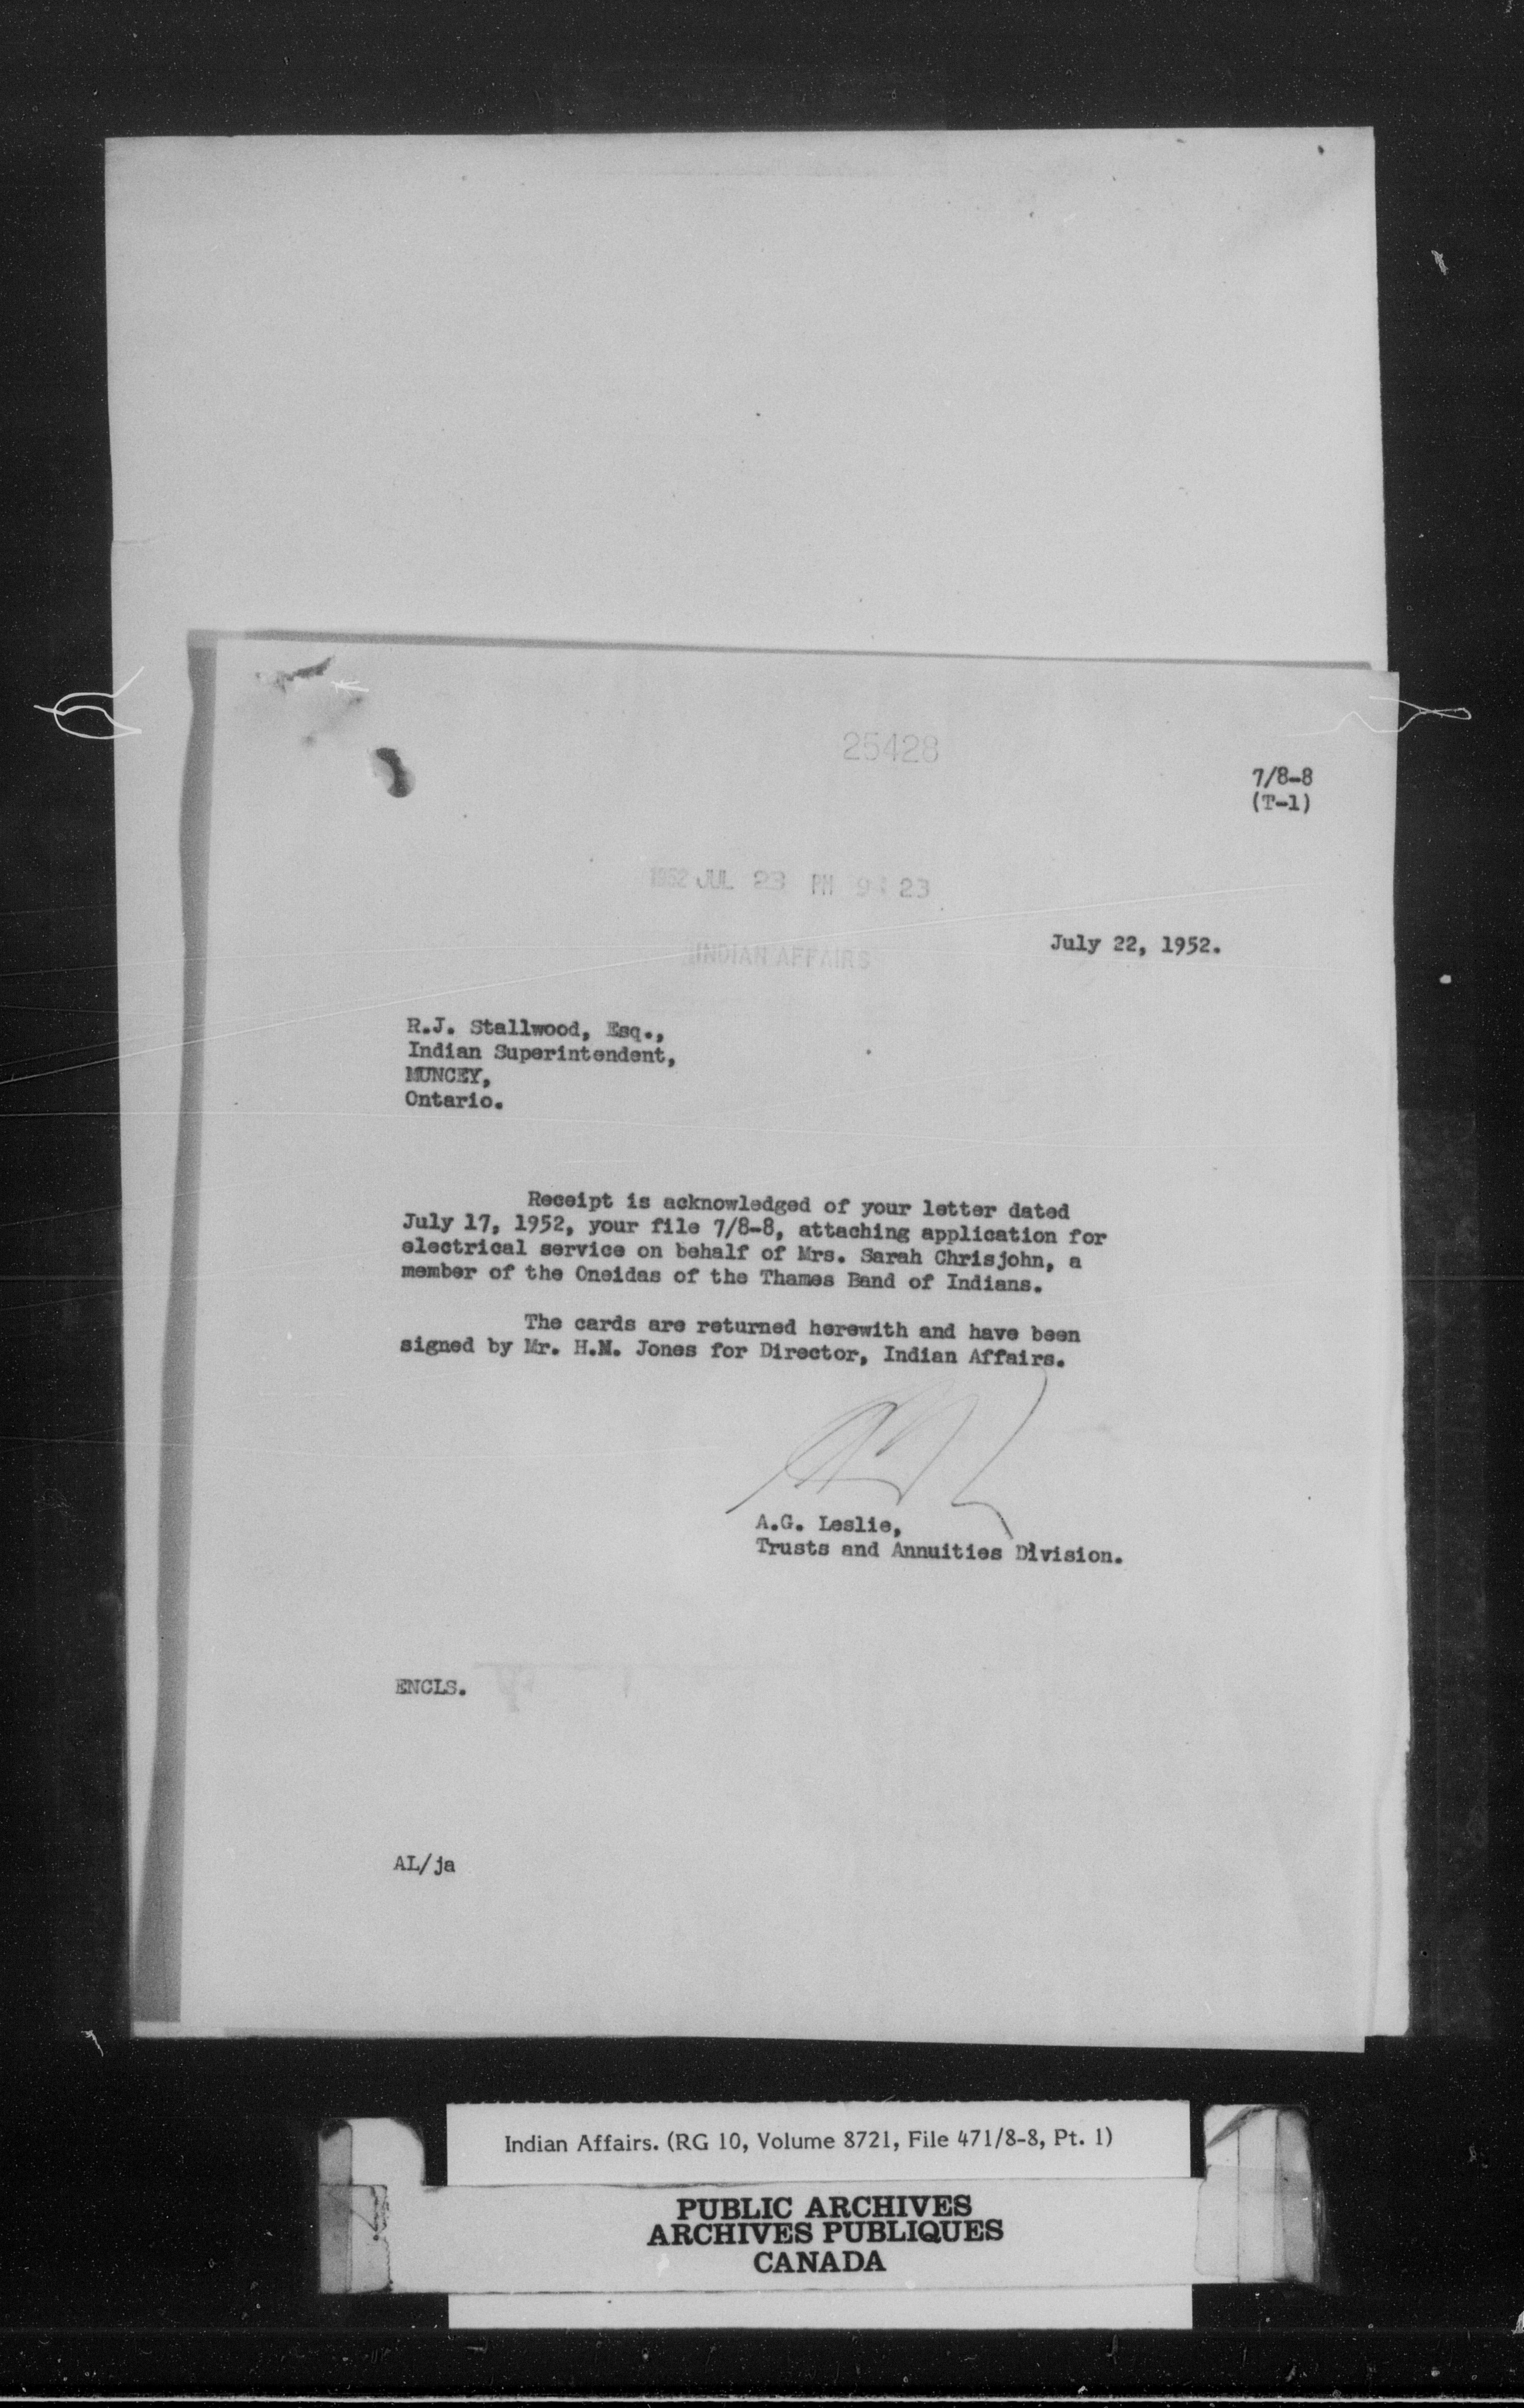 25428
7/8-8
(T-1)
1952 JUL 23 PM 9 23
INDIAN AFFAIRS
July 22, 1952.
R.J. Stallwood, Esq.,
Indian Superintendent,
MUNCEY,
Ontario.
Receipt is acknowledged of your letter dated
July 17, 1952, your file 7/8-8, attaching application for
electrical service on behalf of Mrs. Sarah Chrisjohn, a
member of the Oneidas of the Thames Band of Indians.
The cards are returned herewith and have been
signed by Mr. H.M. Jones for Director, Indian Affairs.
A.G. Leslie,
Trusts and Annuities Division.
ENCLS.
AL/ja
Indian Affairs. (RG 10, Volume 8721, File 471/8-8, Pt. 1)
PUBLIC ARCHIVES
ARCHIVES PUBLIQUES
CANADA